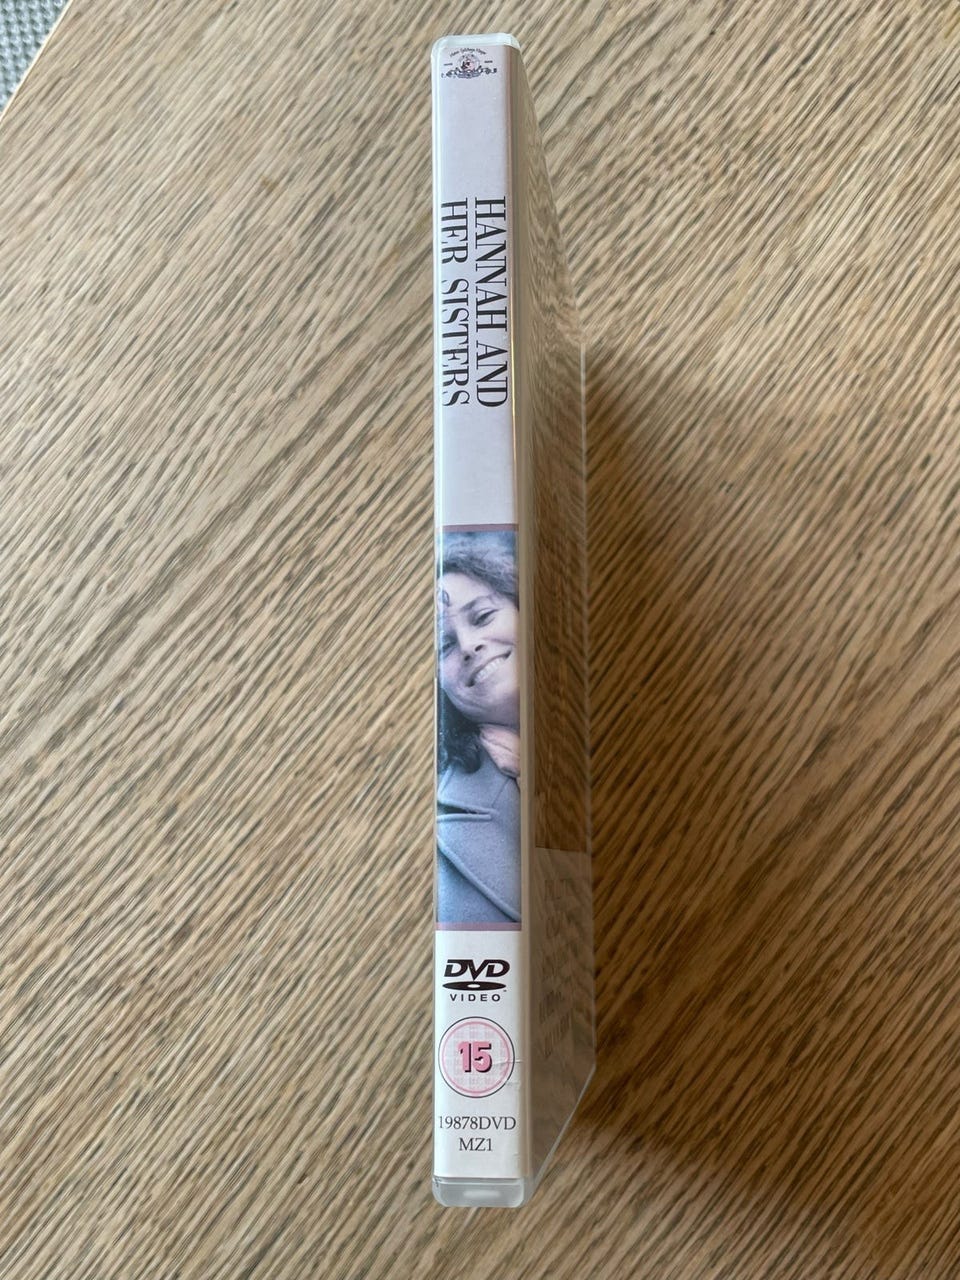 HANNAH AND
HER SISTERS
DVD
VIDEO
15
19878DVD
MZ1